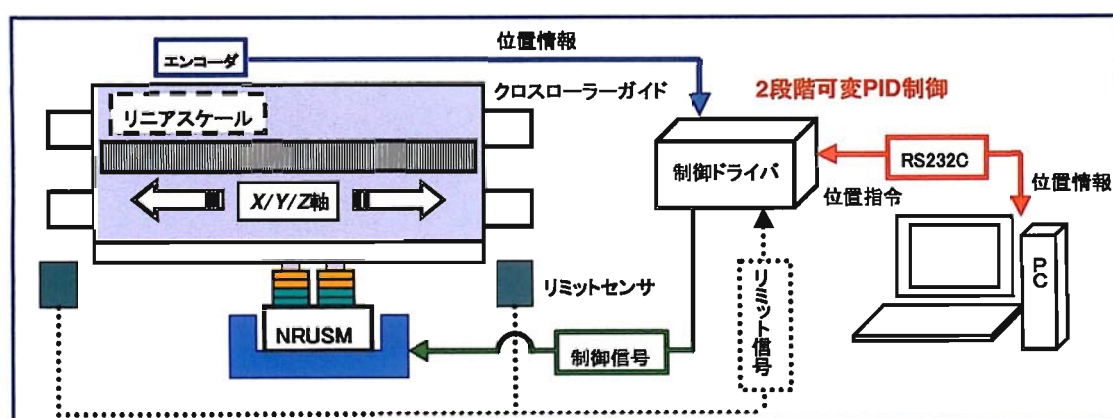 エンコーダ
位置情報
クロスローラーガイド
2段階可変PID制御
リニアスケール
制御ドライバ
RS232C
位置指令
位置情報
X/Y/Z軸
リミットセンサ
リミット信号
PC
NRUSM
制御信号